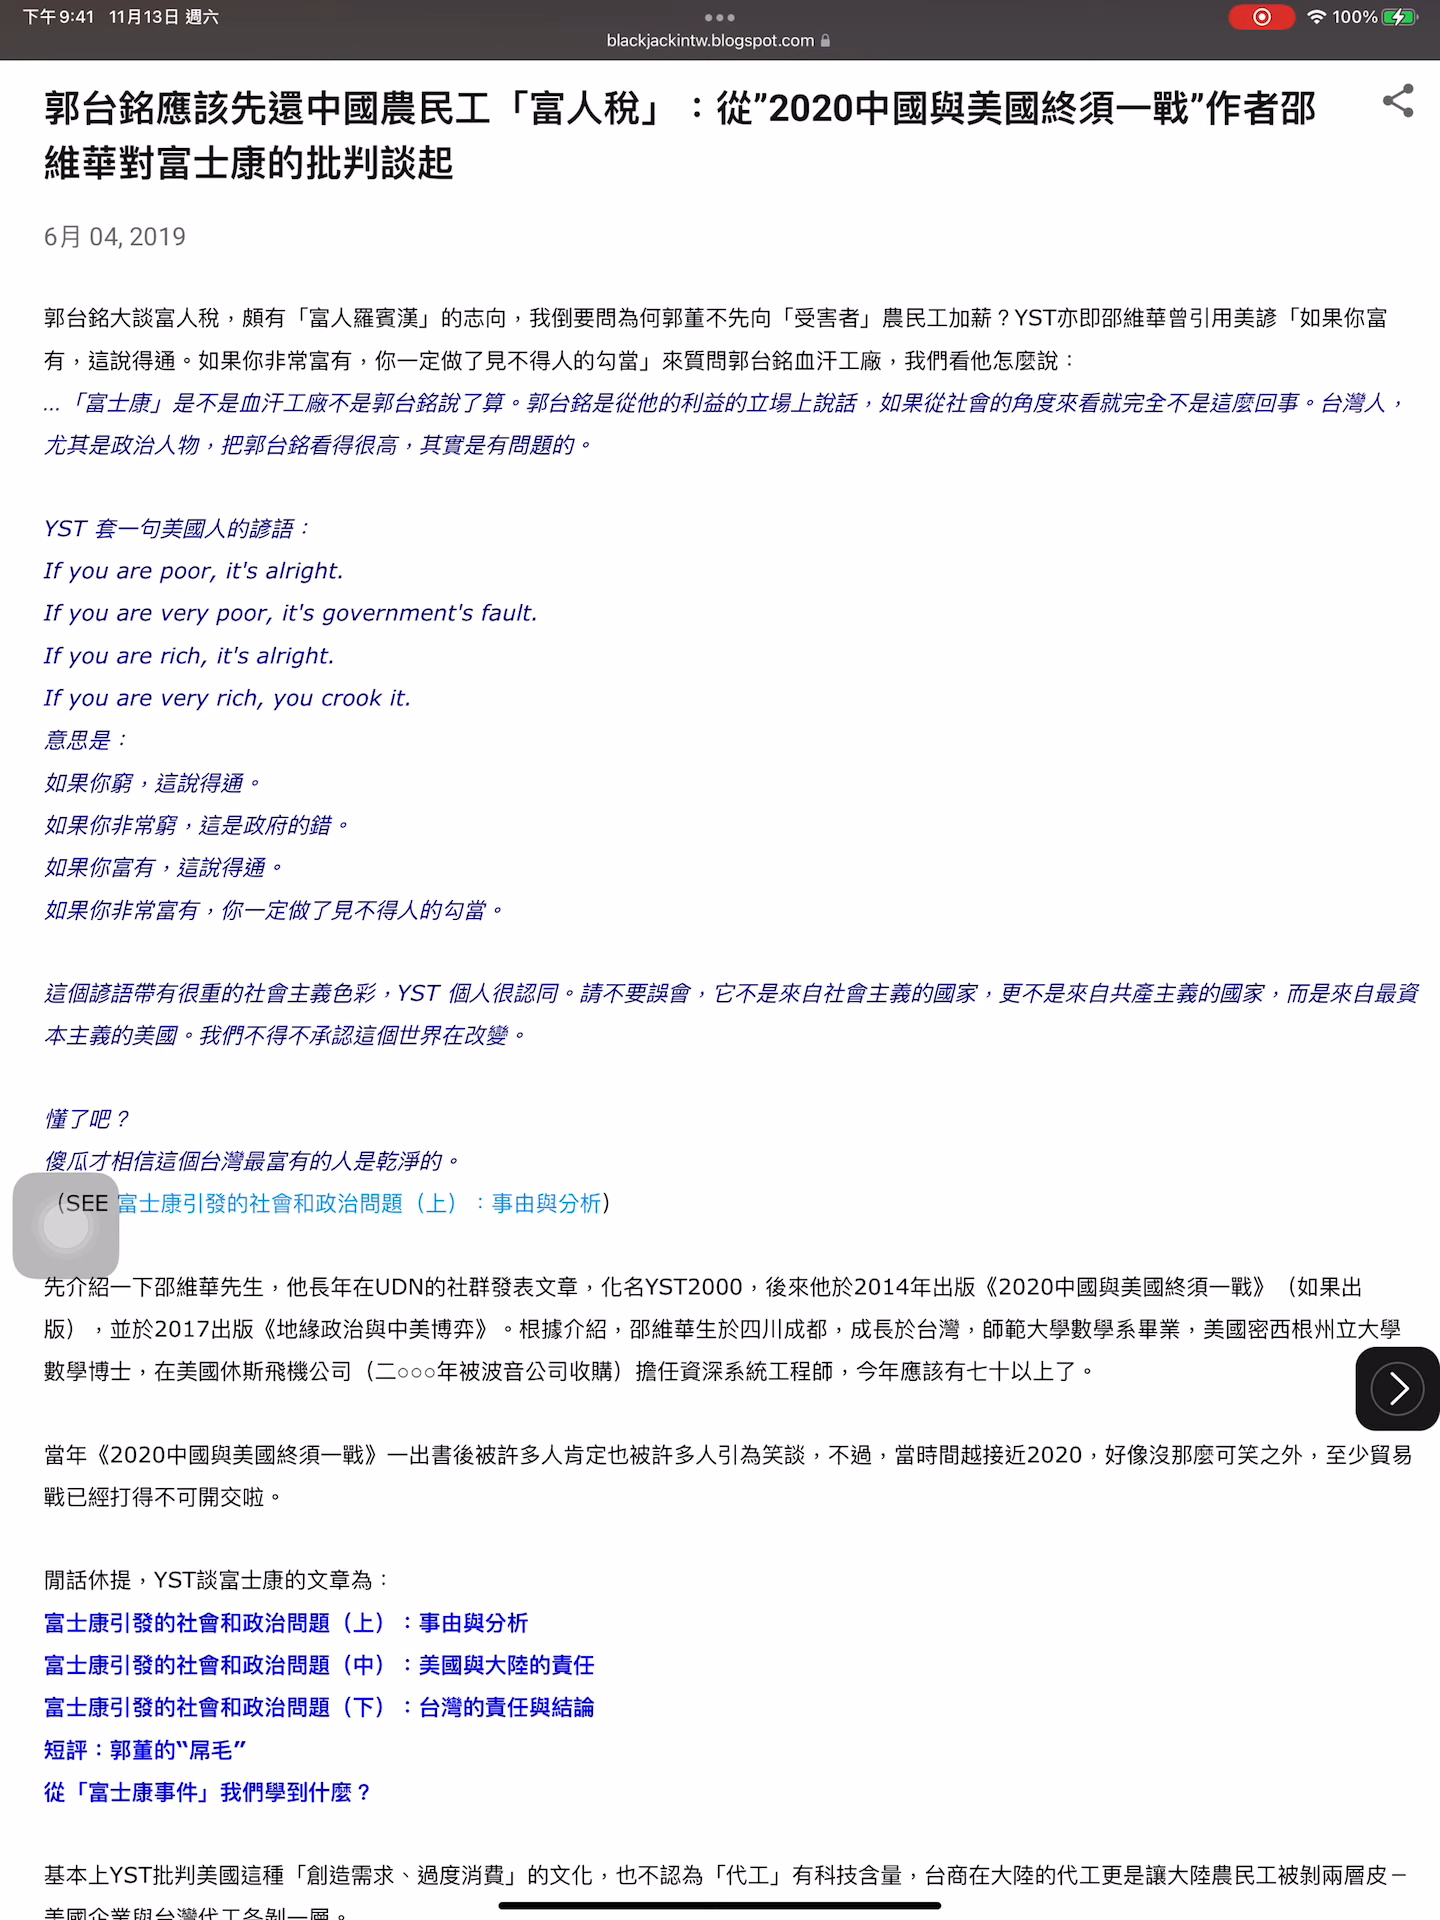 下午9:41 11月13日 週六
100%
blackjackintw.blogspot.com
郭台銘應該先還中國農民工「富人稅」：從”2020中國與美國終須一戰”作者邵
維華對富士康的批判談起
6月 04, 2019
郭台銘大談富人稅，頗有「富人羅賓漢」的志向，我倒要問為何郭董不先向「受害者」農民工加薪？YST亦即邵維華曾引用美諺「如果你富
有，這說得通。如果你非常富有，你一定做了見不得人的勾當」來質問郭台銘血汗工廠，我們看他怎麼說：
...「富士康」是不是血汗工廠不是郭台銘說了算。郭台銘是從他的利益的立場上說話，如果從社會的角度來看就完全不是這麼回事。台灣人，
尤其是政治人物，把郭台銘看得很高，其實是有問題的。
YST 套一句美國人的諺語：
If you are poor, it's alright.
If you are very poor, it's government's fault.
If you are rich, it's alright.
If you are very rich, you crook it.
意思是：
如果你窮，這說得通。
如果你非常窮，這是政府的錯。
如果你富有，這說得通。
如果你非常富有，你一定做了見不得人的勾當。
這個諺語帶有很重的社會主義色彩，YST 個人很認同。請不要誤會，它不是來自社會主義的國家，更不是來自共產主義的國家，而是來自最資
本主義的美國。我們不得不承認這個世界在改變。
懂了吧？
傻瓜才相信這個台灣最富有的人是乾淨的。
（SEE 富士康引發的社會和政治問題（上）：事由與分析）
先介紹一下邵維華先生，他長年在UDN的社群發表文章，化名YST2000，後來他於2014年出版《2020中國與美國終須一戰》（如果出
版），並於2017出版《地緣政治與中美博弈》。根據介紹，邵維華生於四川成都，成長於台灣，師範大學數學系畢業，美國密西根州立大學
數學博士，在美國休斯飛機公司（二○○○年被波音公司收購）擔任資深系統工程師，今年應該有七十以上了。
當年《2020中國與美國終須一戰》一出書後被許多人肯定也被許多人引為笑談，不過，當時間越接近2020，好像沒那麼可笑之外，至少貿易
戰已經打得不可開交啦。
閒話休提，YST談富士康的文章為：
富士康引發的社會和政治問題（上）：事由與分析
富士康引發的社會和政治問題（中）：美國與大陸的責任
富士康引發的社會和政治問題（下）：台灣的責任與結論
短評：郭董的“屌毛”
從「富士康事件」我們學到什麼？
基本上YST批判美國這種「創造需求、過度消費」的文化，也不認為「代工」有科技含量，台商在大陸的代工更是讓大陸農民工被剝兩層皮－
美國企業與台灣代工各剝一層。